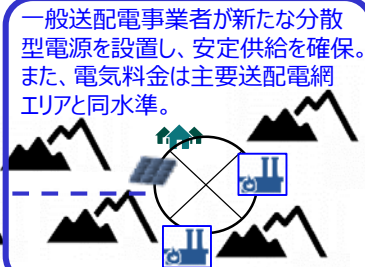 一般送配電事業者が新たな分散
型電源を設置し、安定供給を確保。
また、電気料金は主要送配電網
エリアと同水準。